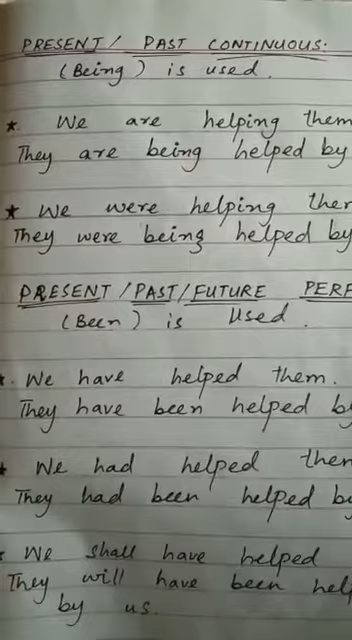 PRESENT / PAST CONTINUOUS.
(Being) is used.
★ We are helping them
They are being helped by
★ We were helping
They were being helped by
PRESENT / PAST / FUTURE
(Been) is Used.
★. We have helped them.
They have been helped by
★ We had helped
They had been helped by
We shall have helped
They will have been
by us.